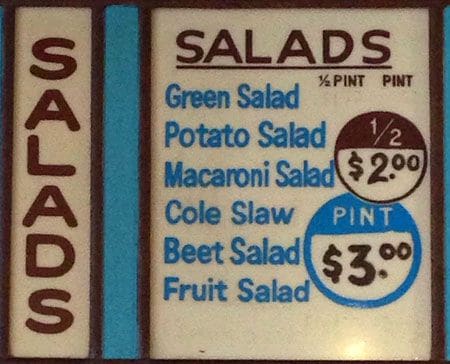 SALADS
SALADS
½ PINT PINT
Green Salad
Potato Salad
Macaroni Salad
Cole Slaw
Beet Salad
Fruit Salad
1/2
$2.00
PINT
$3.00